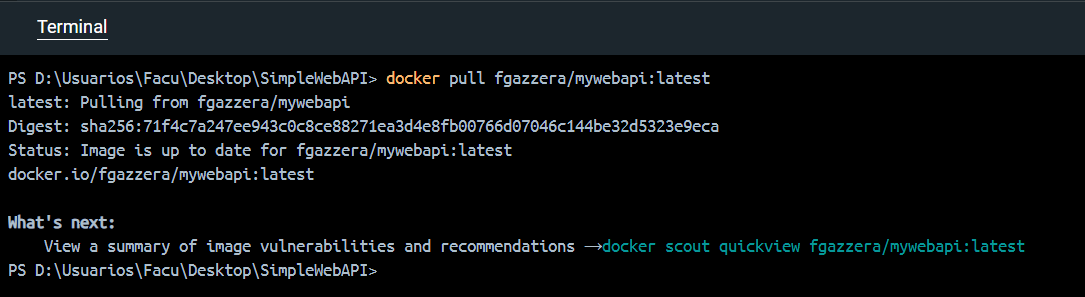 Terminal
PS D:\Usuarios\Facu\Desktop\SimpleWebAPI> docker pull fgazzera/mywebapi:latest
latest: Pulling from fgazzera/mywebapi
Digest: sha256:71f4c7a247ee943c0c8ce88271ea3d4e8fb00766d07046c144be32d5323e9eca
Status: Image is up to date for fgazzera/mywebapi:latest
docker.io/fgazzera/mywebapi:latest
What's next:
View a summary of image vulnerabilities and recommendations → docker scout quickview fgazzera/mywebapi:latest
PS D:\Usuarios\Facu\Desktop\SimpleWebAPI>